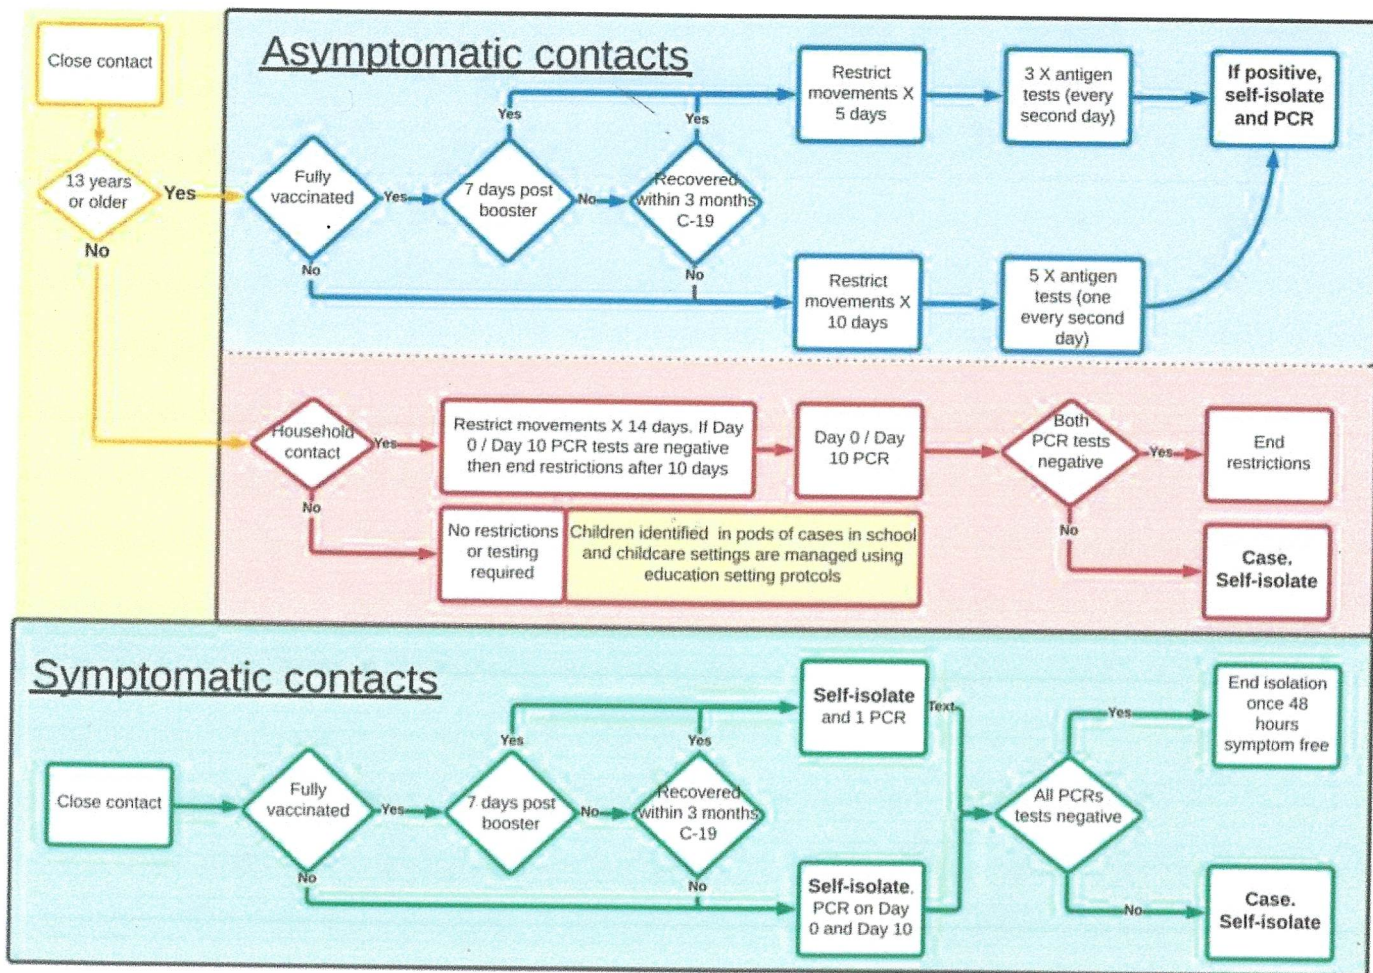 Close contact
13 years
or older
Yes
No
Asymptomatic contacts
Fully
vaccinated
Yes
No
7 days post
booster
Yes
No
Recovered
within 3 months
C-19
Yes
No
Restrict
movements X
5 days
3 X antigen
tests (every
second day)
If positive,
self-isolate
and PCR
Restrict
movements X
10 days
5 X antigen
tests (one
every second
day)
Household
contact
Yes
No
Restrict movements X 14 days. If Day
0 / Day 10 PCR tests are negative
then end restrictions after 10 days
Day 0 / Day
10 PCR
Both
PCR tests
negative
Yes
No
End
restrictions
Case.
Self-isolate
No restrictions
or testing
required
Children identified in pods of cases in school
and childcare settings are managed using
education setting protcols
Symptomatic contacts
Close contact
Fully
vaccinated
Yes
No
7 days post
booster
Yes
No
Recovered
within 3 months
C-19
Yes
No
Self-isolate
and 1 PCR
Text
Self-isolate.
PCR on Day
0 and Day 10
All PCRs
tests negative
Yes
No
End isolation
once 48
hours
symptom free
Case.
Self-isolate